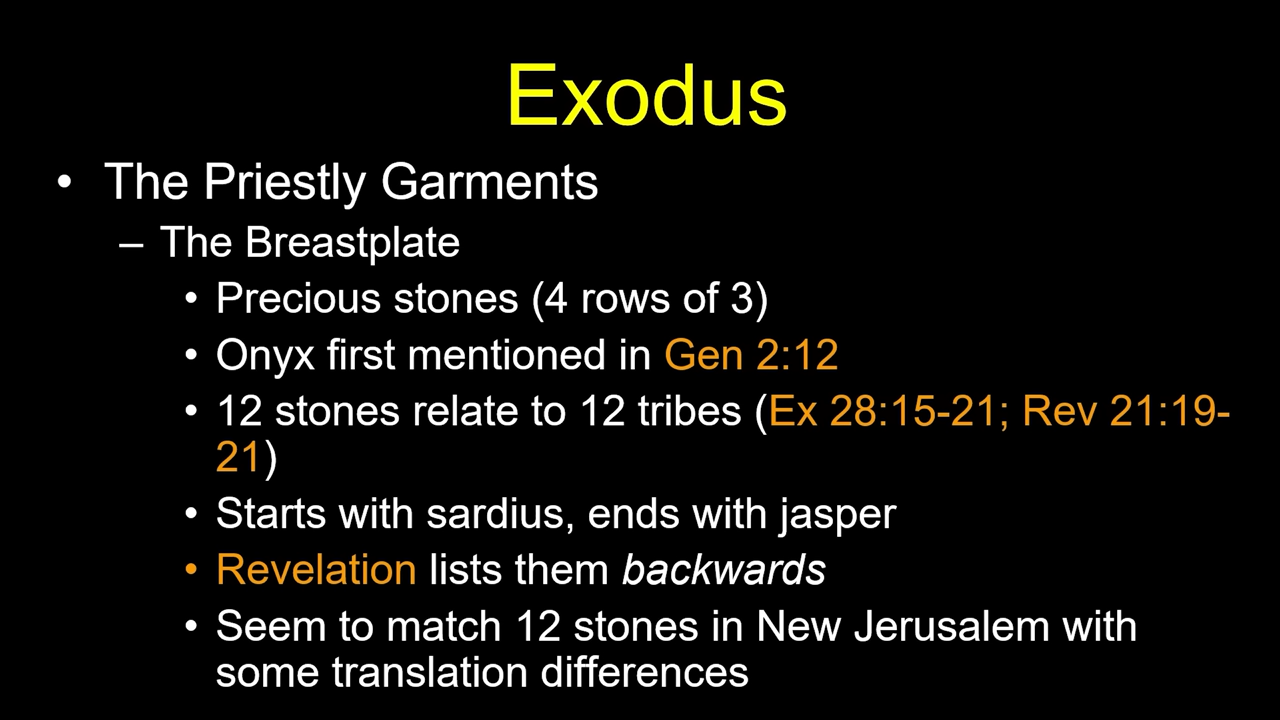 Exodus
• The Priestly Garments
– The Breastplate
• Precious stones (4 rows of 3)
• Onyx first mentioned in Gen 2:12
• 12 stones relate to 12 tribes (Ex 28:15-21; Rev 21:19-
21)
• Starts with sardius, ends with jasper
• Revelation lists them backwards
• Seem to match 12 stones in New Jerusalem with
some translation differences